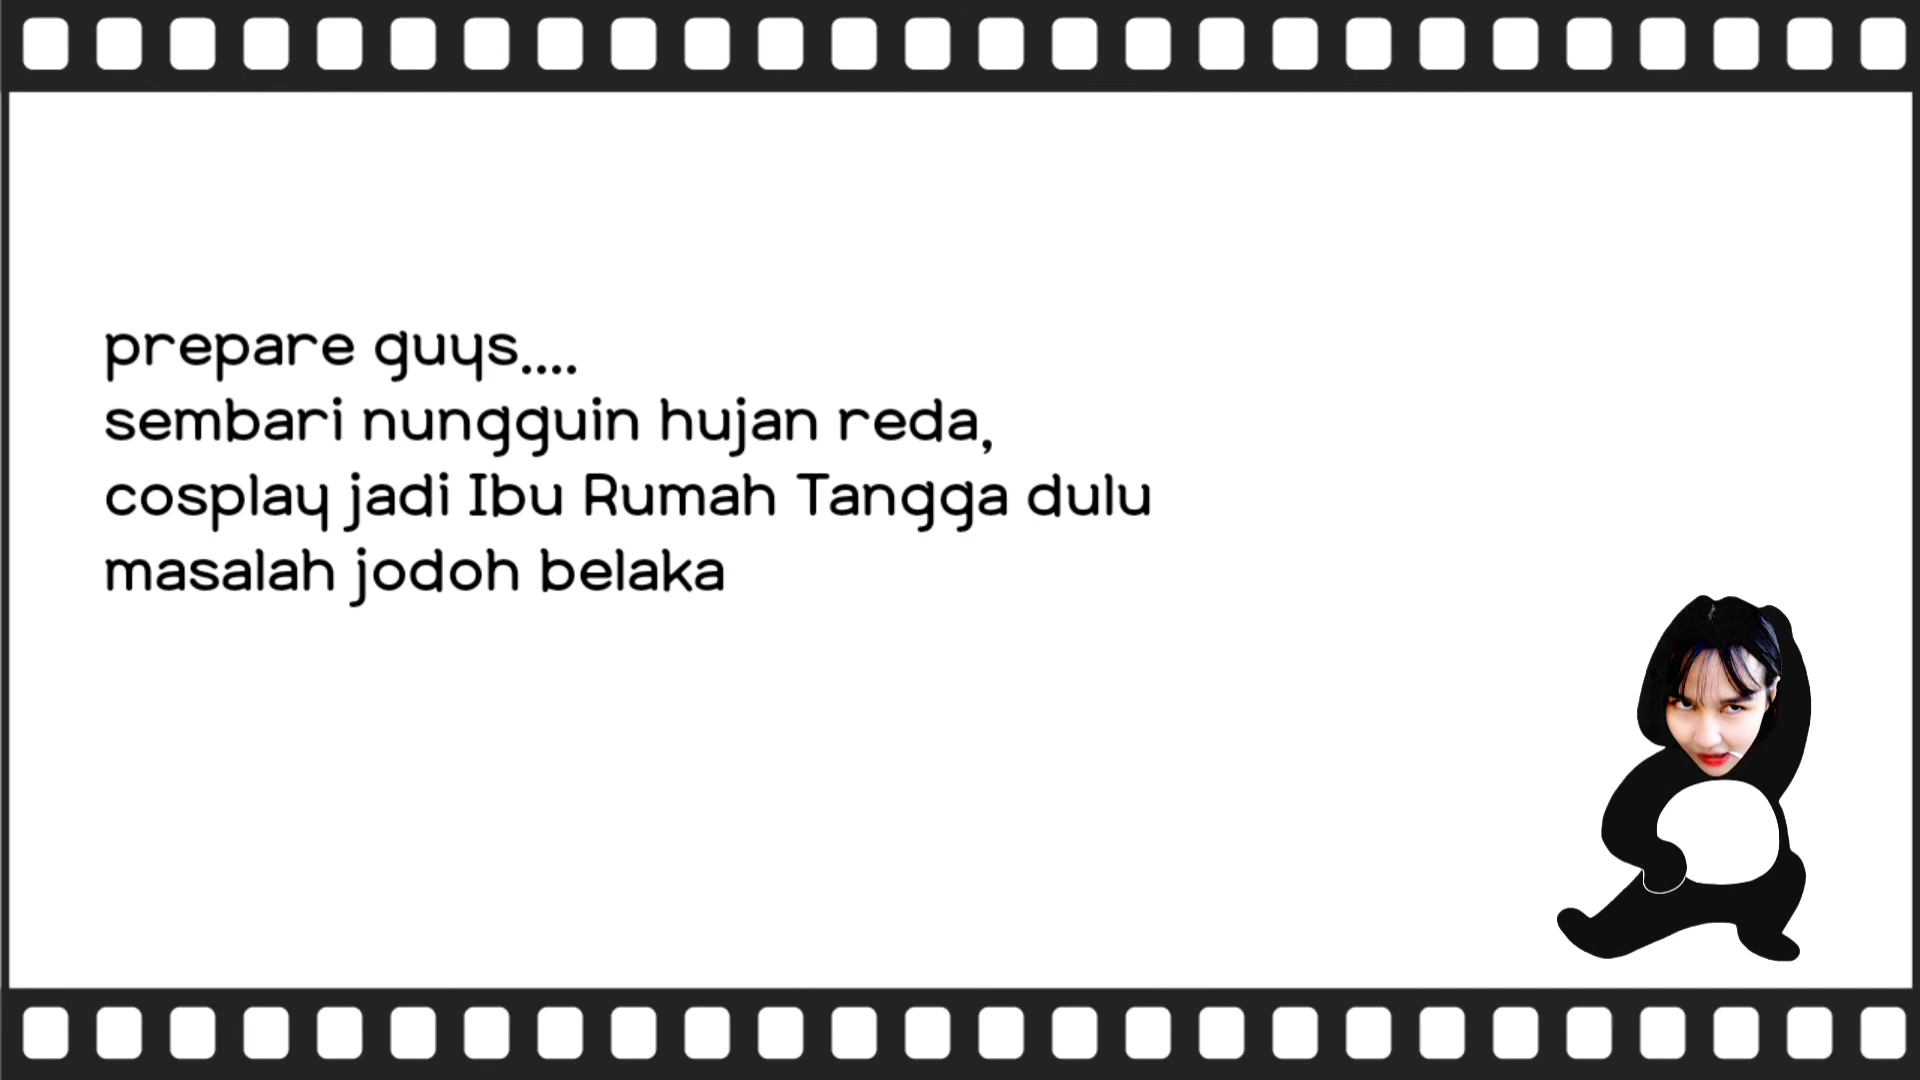 prepare guys....
sembari nungguin hujan reda,
cosplay jadi Ibu Rumah Tangga dulu
masalah jodoh belaka